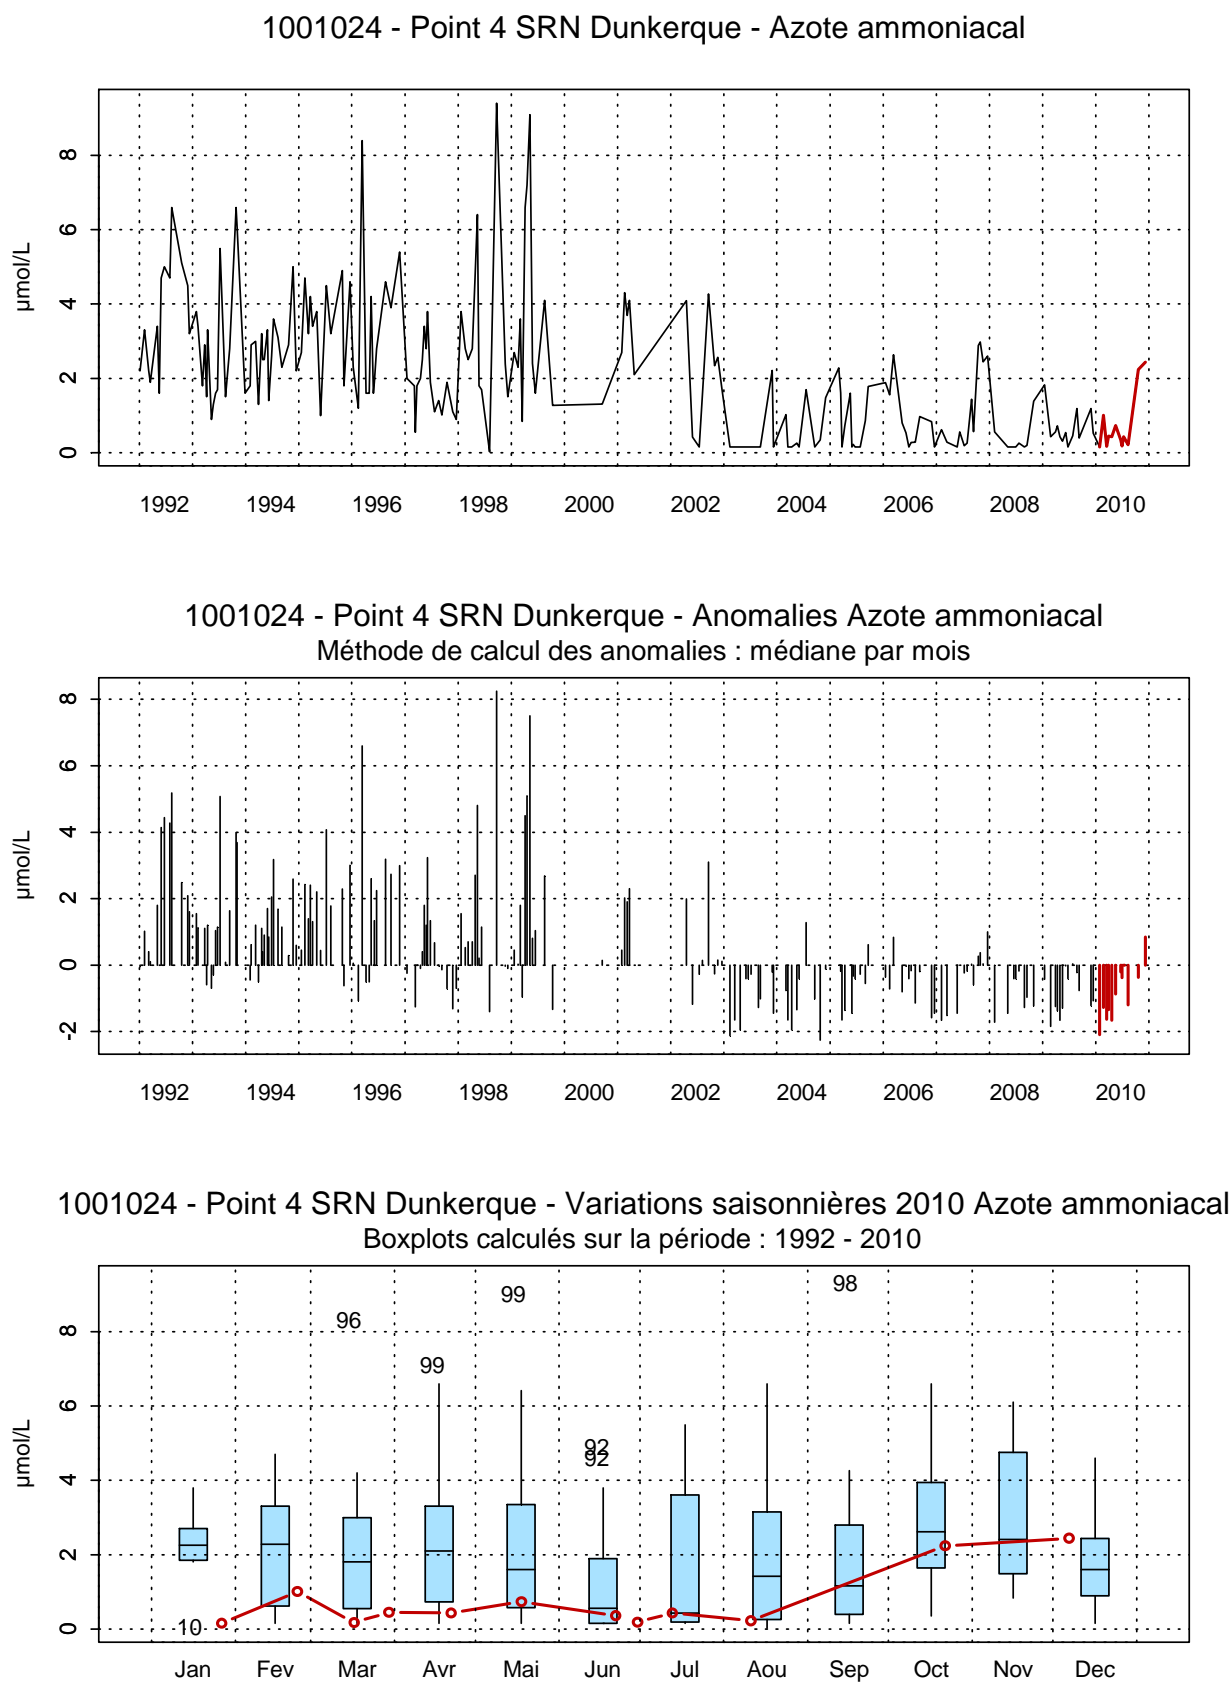 1001024 - Point 4 SRN Dunkerque - Azote ammoniacal
8
6
4
2
0
µmol/L
1992 1994 1996 1998 2000 2002 2004 2006 2008 2010
1001024 - Point 4 SRN Dunkerque - Anomalies Azote ammoniacal
Méthode de calcul des anomalies : médiane par mois
8
6
4
2
0
-2
µmol/L
1992 1994 1996 1998 2000 2002 2004 2006 2008 2010
1001024 - Point 4 SRN Dunkerque - Variations saisonnières 2010 Azote ammoniacal
Boxplots calculés sur la période : 1992 - 2010
8
6
4
2
0
µmol/L
98
99
96
99
92
92
10
Jan Fev Mar Avr Mai Jun Jul Aou Sep Oct Nov Dec